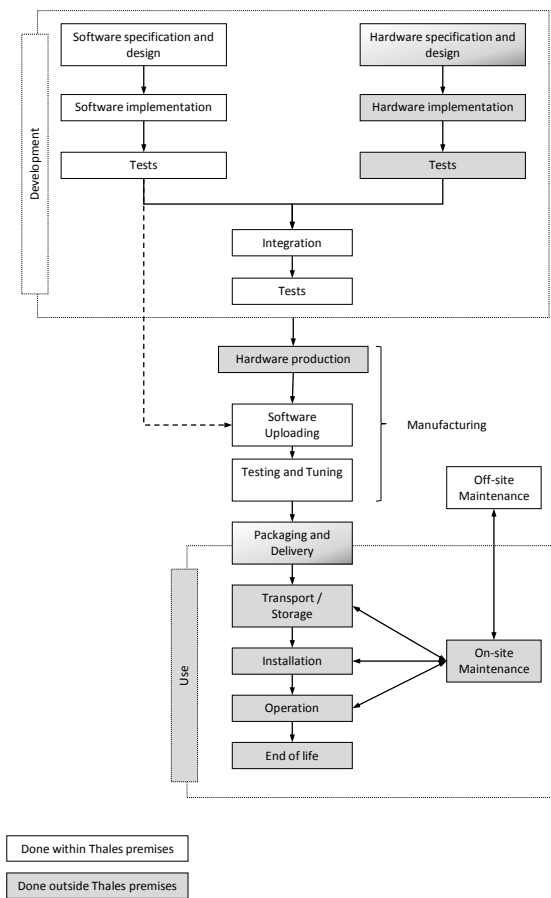 Software specification and
design
Hardware specification and
design
Software implementation
Hardware implementation
Tests
Tests
Development
Integration
Tests
Hardware production
Software
Uploading
Manufacturing
Testing and Tuning
Off-site
Maintenance
Packaging and
Delivery
Transport /
Storage
Use
Installation
On-site
Maintenance
Operation
End of life
Done within Thales premises
Done outside Thales premises